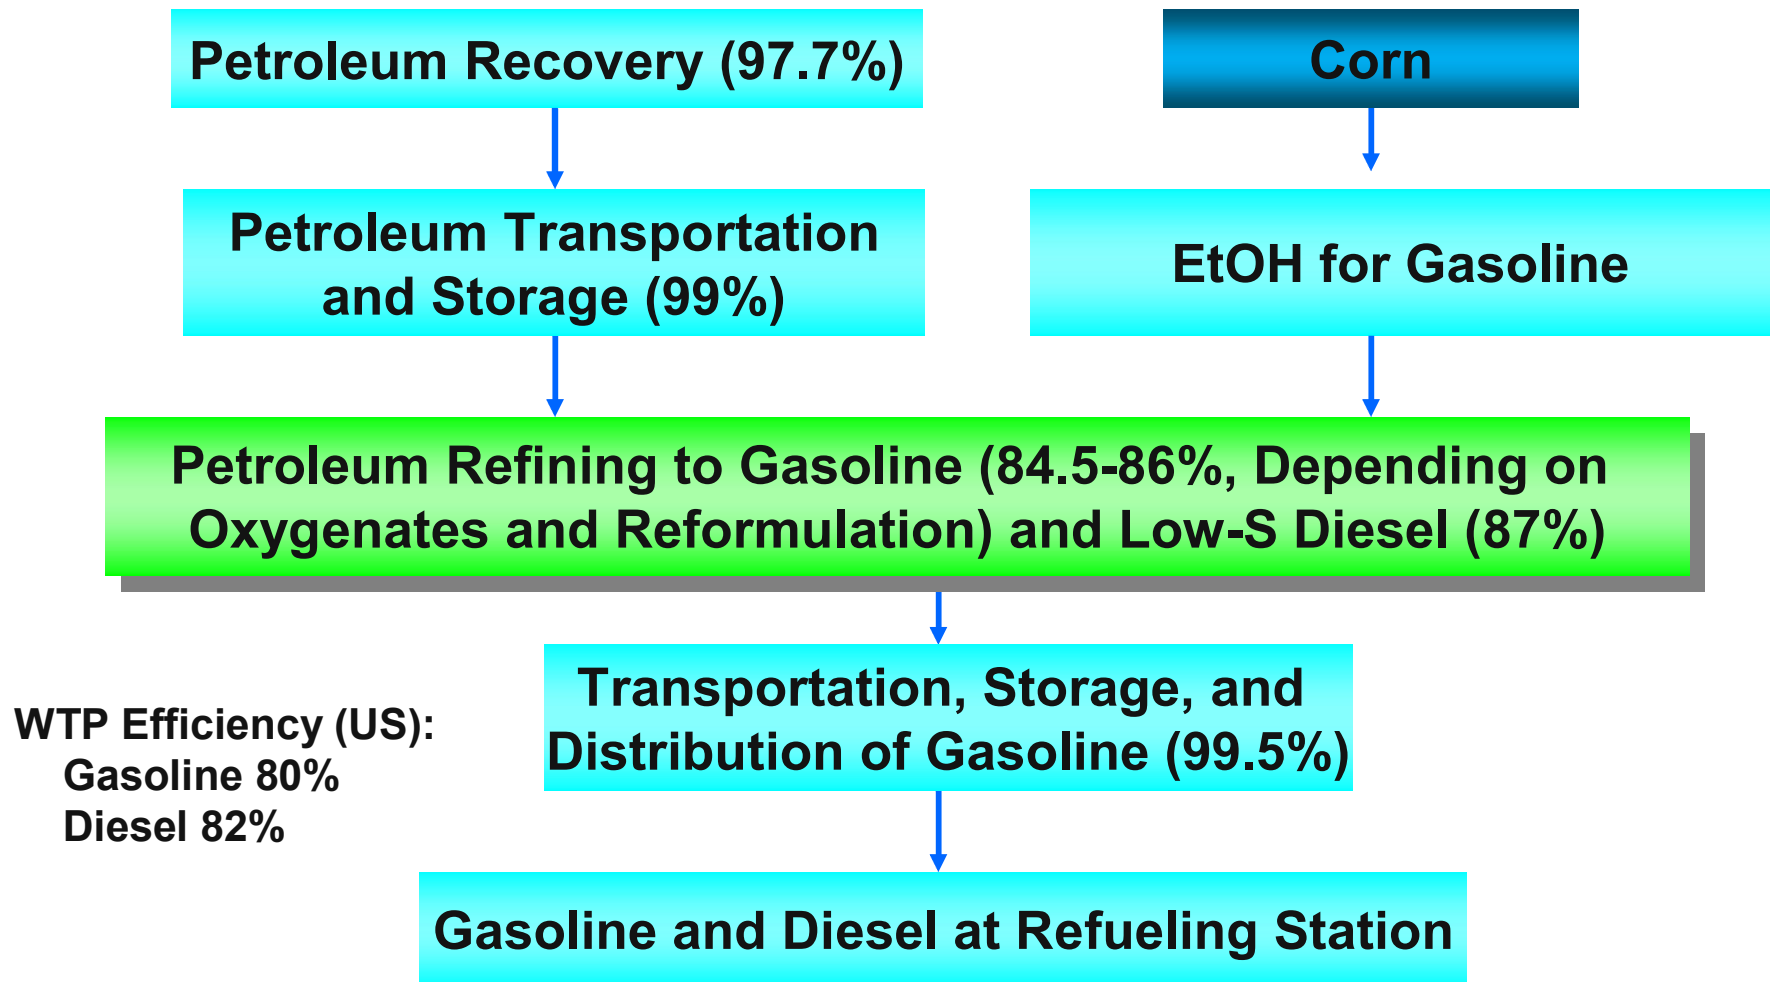 Petroleum Recovery (97.7%)
Corn
Petroleum Transportation
and Storage (99%)
EtOH for Gasoline
Petroleum Refining to Gasoline (84.5-86%, Depending on
Oxygenates and Reformulation) and Low-S Diesel (87%)
Transportation, Storage, and
Distribution of Gasoline (99.5%)
WTP Efficiency (US):
Gasoline 80%
Diesel 82%
Gasoline and Diesel at Refueling Station